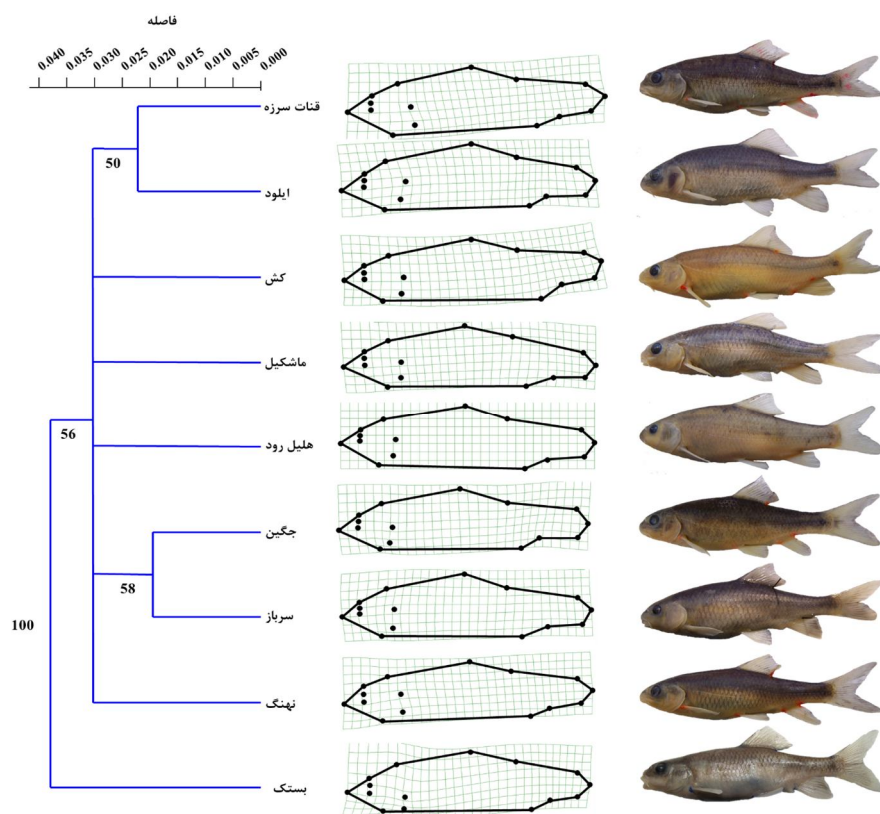 فاصله
0.040 0.035 0.030 0.025 0.020 0.015 0.010 0.005 0.000
قنات سرزه
50
ایلود
کش
ماشکیل
56
هلیل رود
جگین
58
سرباز
100
نهنگ
بستک